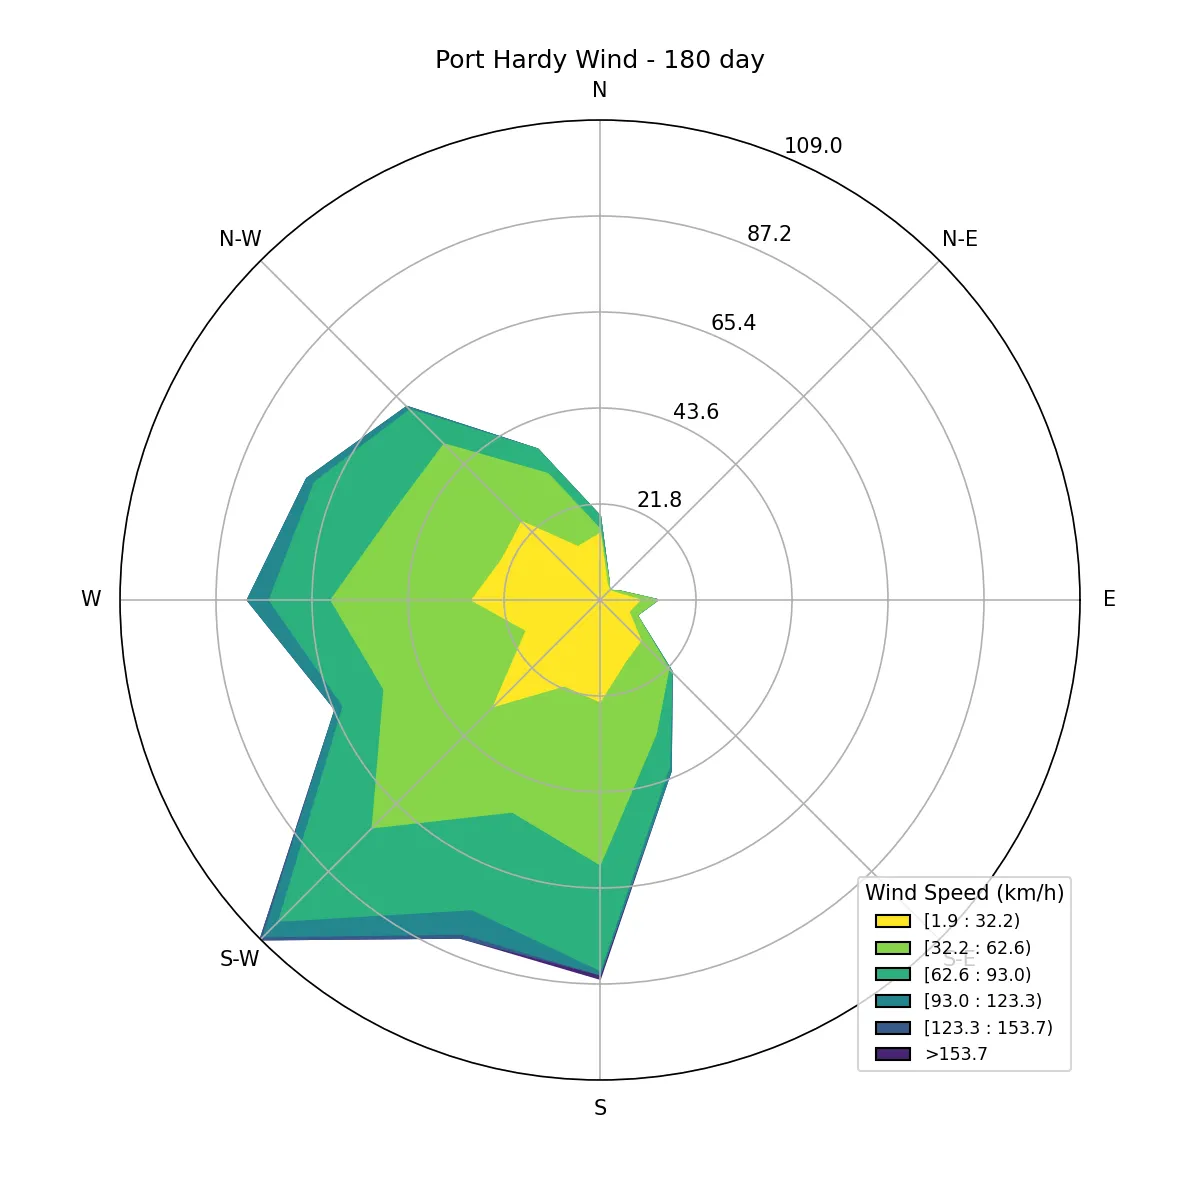 Port Hardy Wind - 180 day
N
109.0
87.2
N-W
N-E
65.4
43.6
21.8
W
E
Wind Speed (km/h)
[1.9 : 32.2)
[32.2 : 62.6)
S-W
S-E
[62.6 : 93.0)
[93.0 : 123.3)
[123.3 : 153.7)
>153.7
S